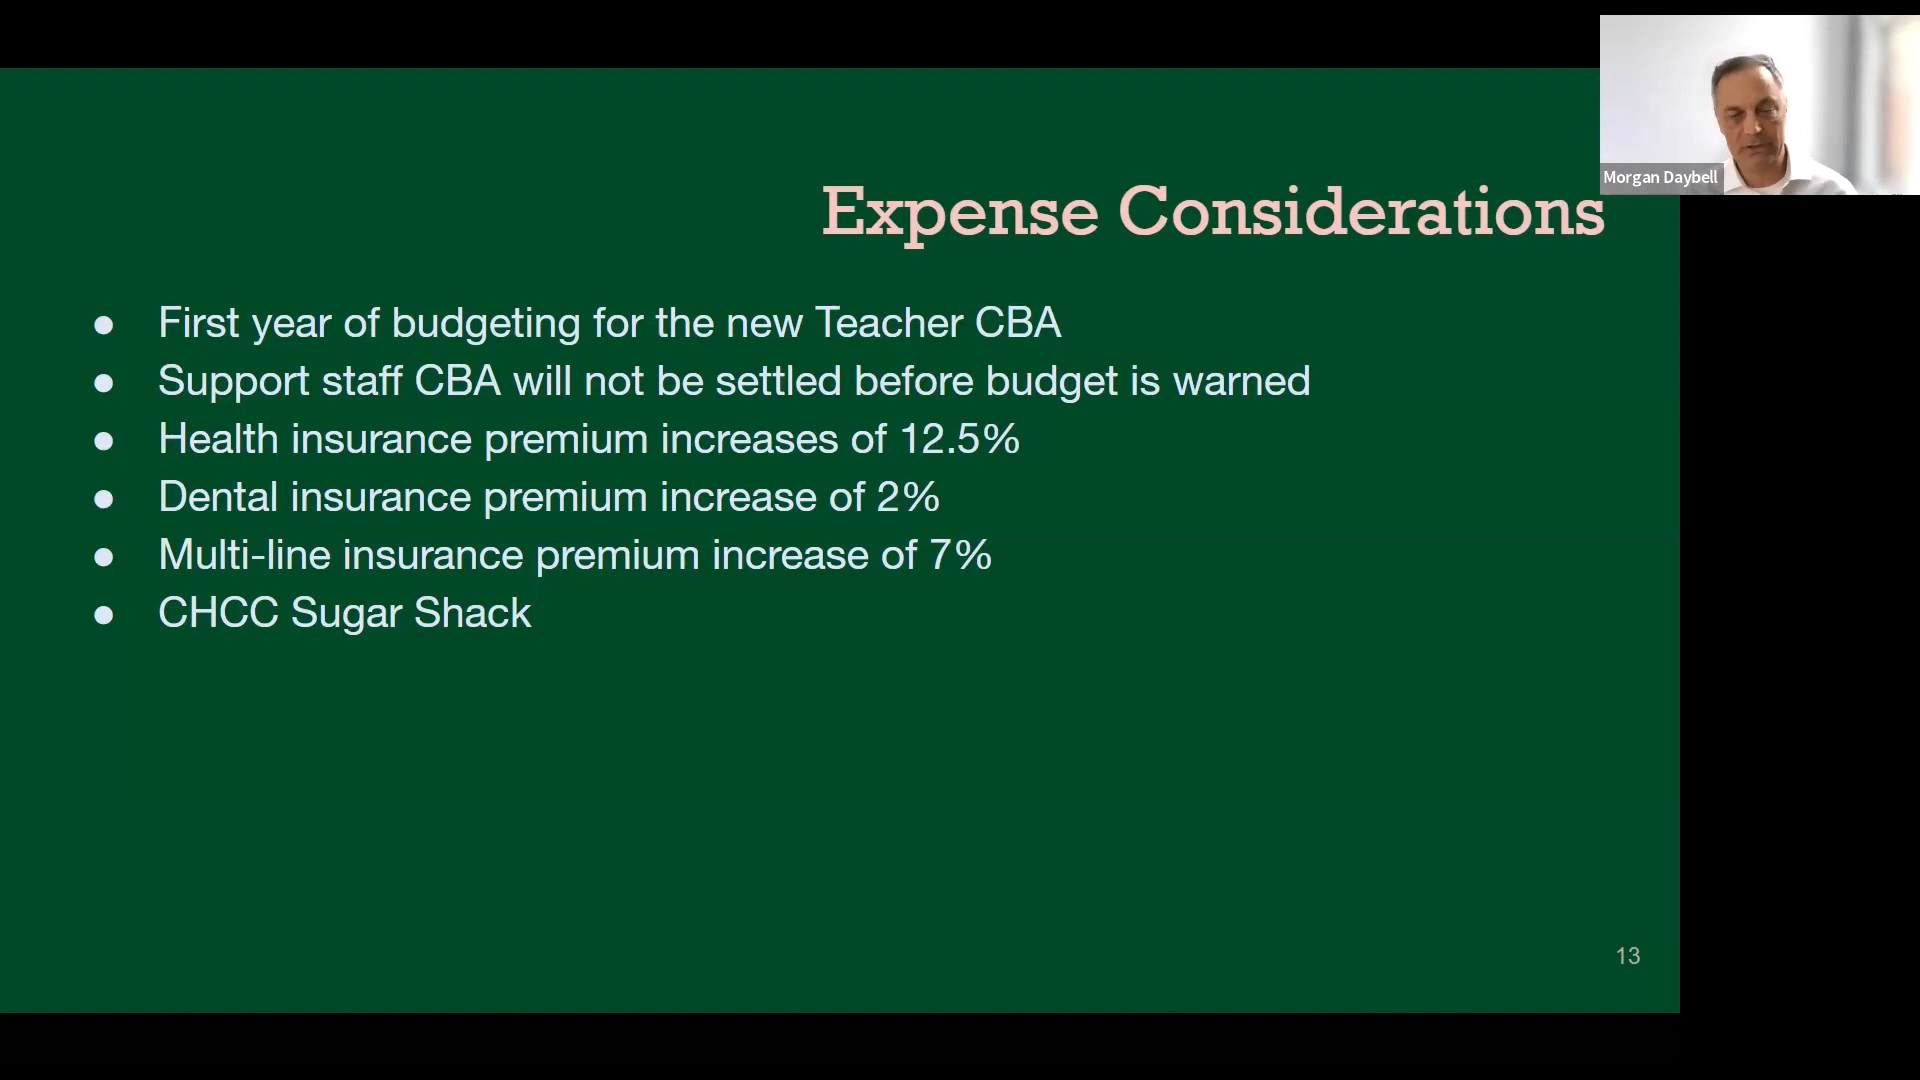 Morgan Daybell
Expense Considerations
● First year of budgeting for the new Teacher CBA
● Support staff CBA will not be settled before budget is warned
● Health insurance premium increases of 12.5%
● Dental insurance premium increase of 2%
● Multi-line insurance premium increase of 7%
● CHCC Sugar Shack
13